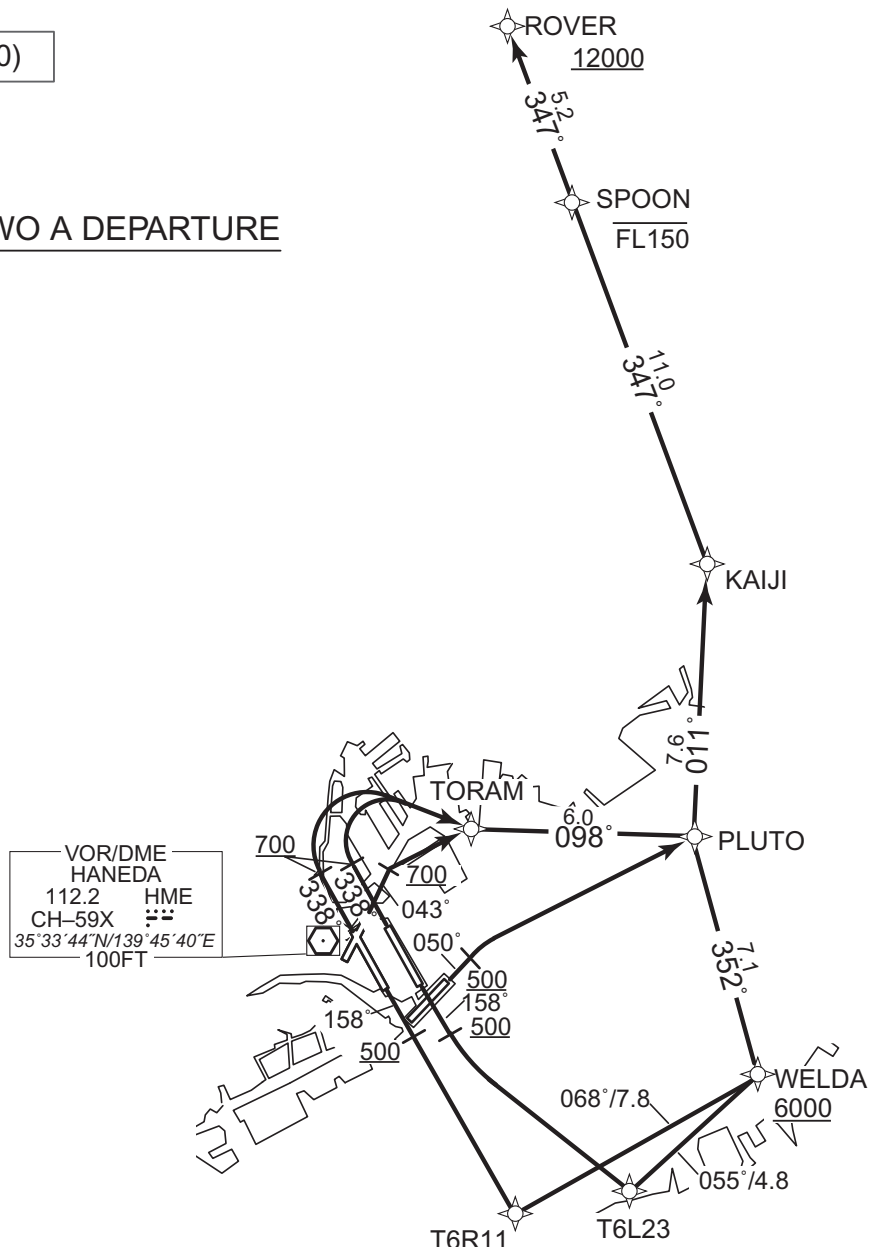 ROVER
12000
0)
5.2
347°
SPOON
FL150
WO A DEPARTURE
11.0
347°
KAIJI
7.6
011°
TORAM
6.0
098°
PLUTO
700
700
338°
338°
043°
VOR/DME
HANEDA
112.2 HME
CH–59X
35°33′44″N/139°45′40″E
100FT
050°
7.1
352°
500
158°
158°
500
500
WELDA
6000
068°/7.8
055°/4.8
T6L23
T6R11